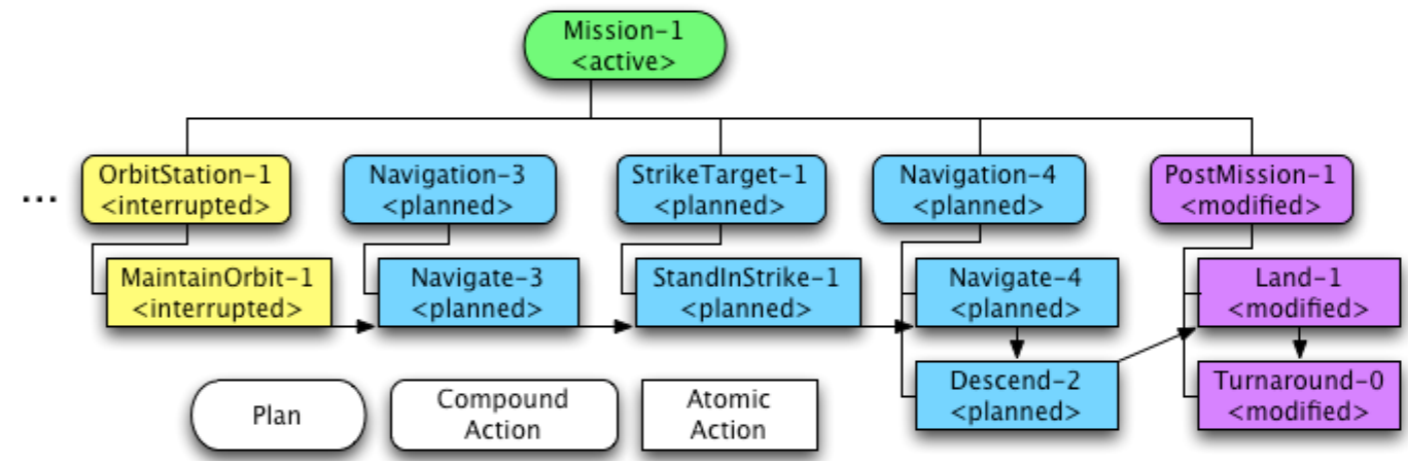 Mission-1
<active>
...
OrbitStation-1
<interrupted>
Navigation-3
<planned>
StrikeTarget-1
<planned>
Navigation-4
<planned>
PostMission-1
<modified>
MaintainOrbit-1
<interrupted>
Navigate-3
<planned>
StandInStrike-1
<planned>
Navigate-4
<planned>
Land-1
<modified>
Descend-2
<planned>
Turnaround-0
<modified>
Plan
Compound
Action
Atomic
Action